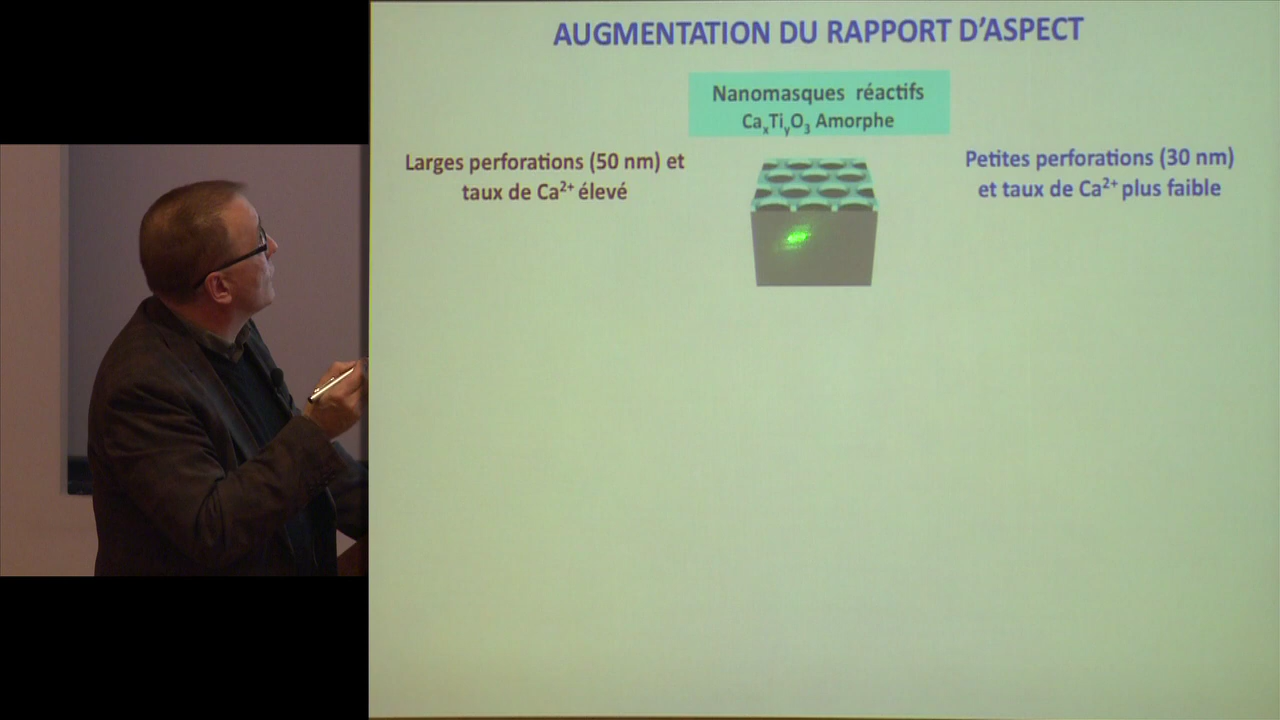 AUGMENTATION DU RAPPORT D'ASPECT
Nanomasques réactifs
CaxTiyO3 Amorphe
Larges perforations (50 nm) et
taux de Ca2+ élevé
Petites perforations (30 nm)
et taux de Ca2+ plus faible